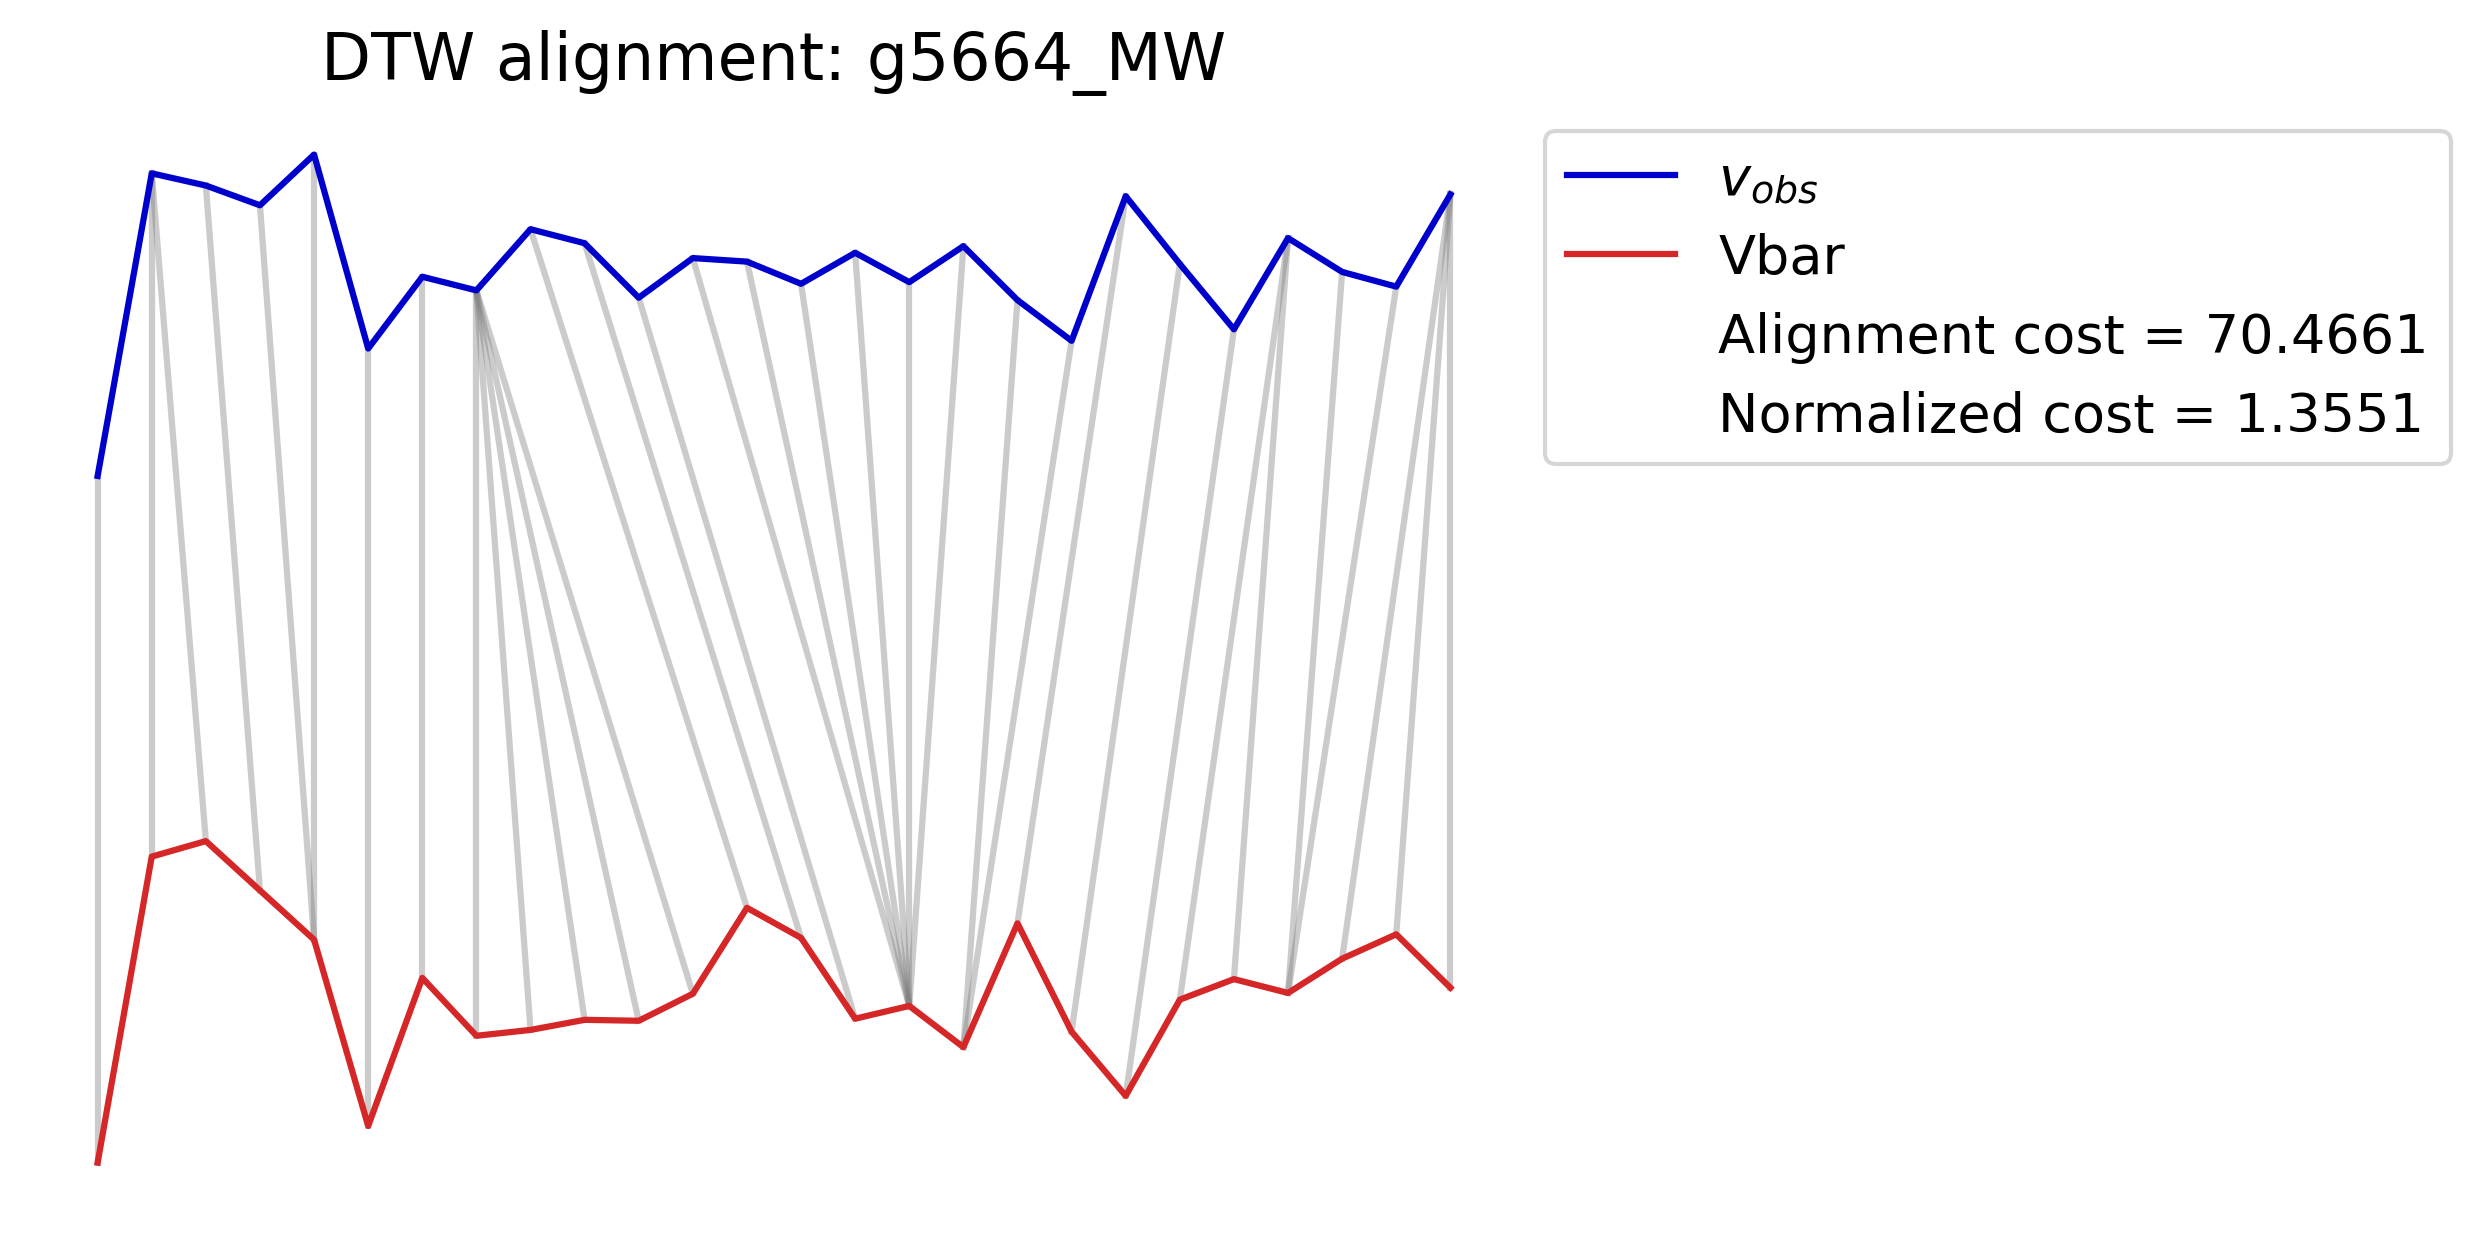 DTW alignment: g5664_MW
v_obs
Vbar
Alignment cost = 70.4661
Normalized cost = 1.3551